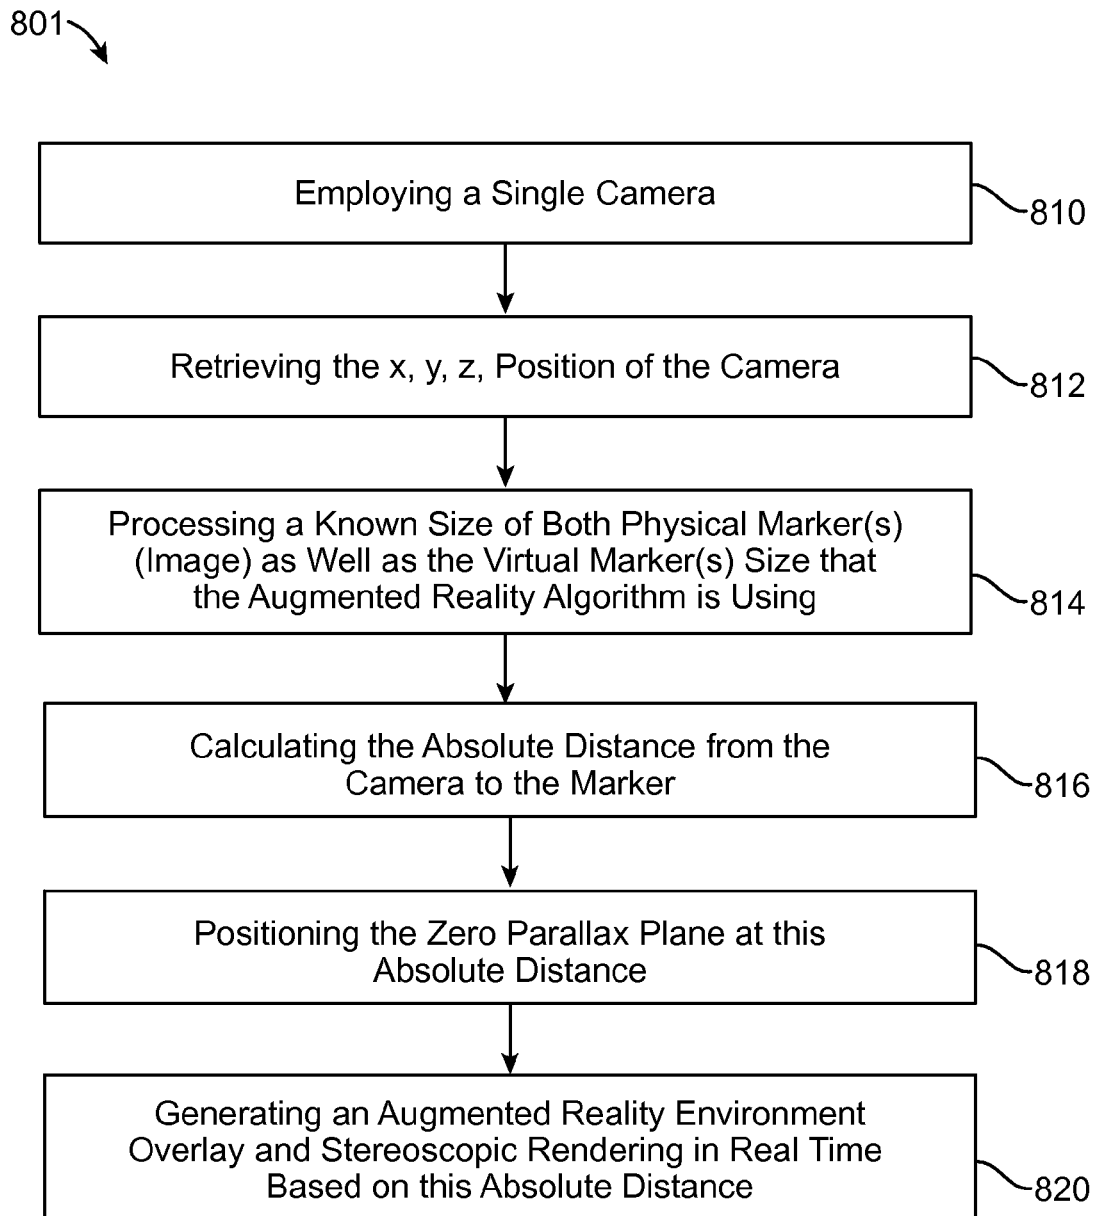 801
Employing a Single Camera
810
Retrieving the x, y, z, Position of the Camera
812
Processing a Known Size of Both Physical Marker(s)
(Image) as Well as the Virtual Marker(s) Size that
the Augmented Reality Algorithm is Using
814
Calculating the Absolute Distance from the
Camera to the Marker
816
Positioning the Zero Parallax Plane at this
Absolute Distance
818
Generating an Augmented Reality Environment
Overlay and Stereoscopic Rendering in Real Time
Based on this Absolute Distance
820